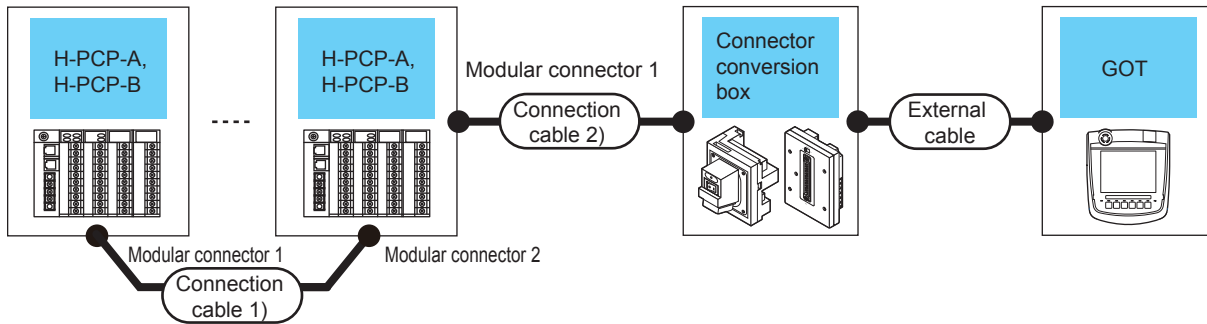 H-PCP-A,
H-PCP-B
H-PCP-A,
H-PCP-B
Modular connector 1
Connection
cable 2)
Connector
conversion
box
External
cable
GOT
Modular connector 1
Connection
cable 1)
Modular connector 2